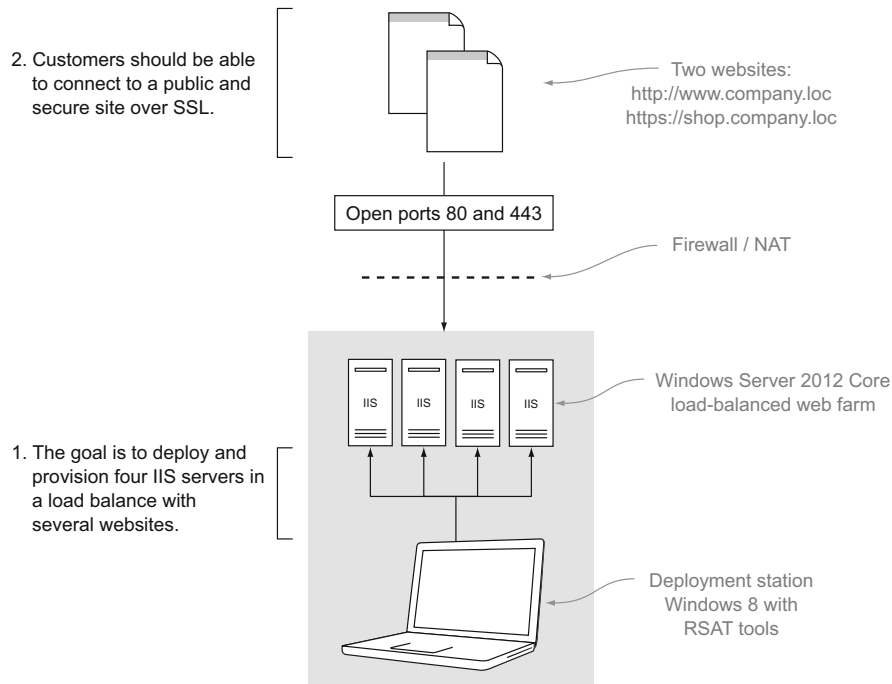 2. Customers should be able
to connect to a public and
secure site over SSL.
Two websites:
http://www.company.loc
https://shop.company.loc
Open ports 80 and 443
Firewall / NAT
IIS
IIS
IIS
IIS
Windows Server 2012 Core
load-balanced web farm
1. The goal is to deploy and
provision four IIS servers in
a load balance with
several websites.
Deployment station
Windows 8 with
RSAT tools